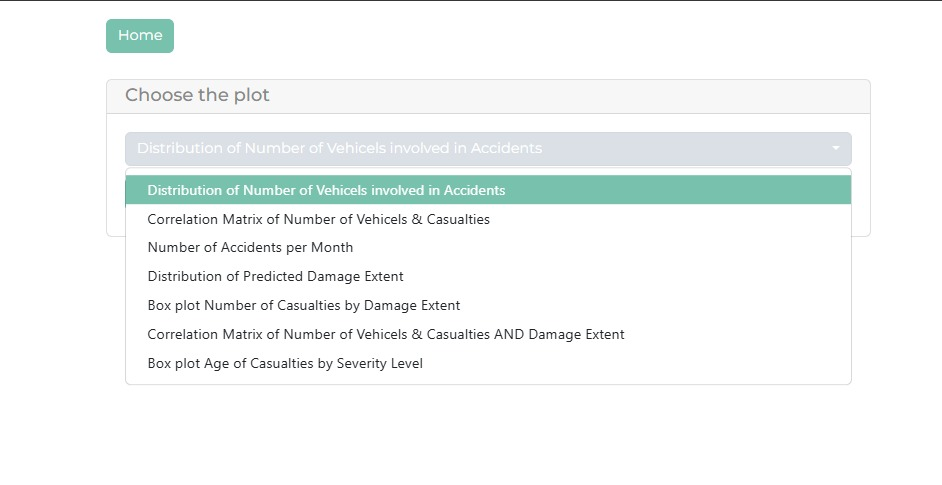 Home
Choose the plot
Distribution of Number of Vehicels involved in Accidents
Distribution of Number of Vehicels involved in Accidents
Correlation Matrix of Number of Vehicels & Casualties
Number of Accidents per Month
Distribution of Predicted Damage Extent
Box plot Number of Casualties by Damage Extent
Correlation Matrix of Number of Vehicels & Casualties AND Damage Extent
Box plot Age of Casualties by Severity Level